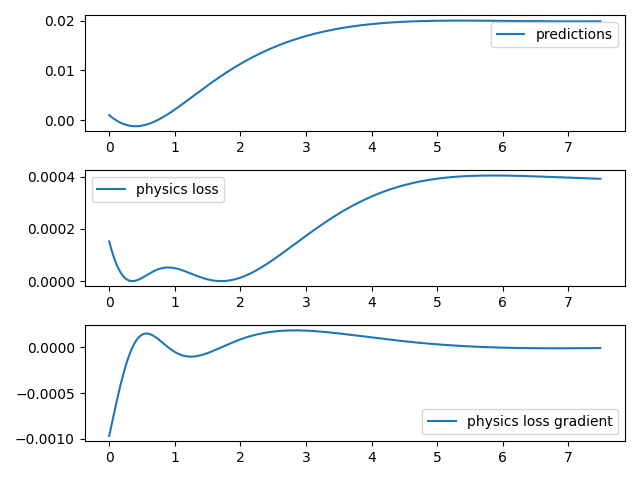 0.02
predictions
0.01
0.00
0 1 2 3 4 5 6 7
0.0004
physics loss
0.0002
0.0000
0 1 2 3 4 5 6 7
0.0000
−0.0005
physics loss gradient
−0.0010
0 1 2 3 4 5 6 7